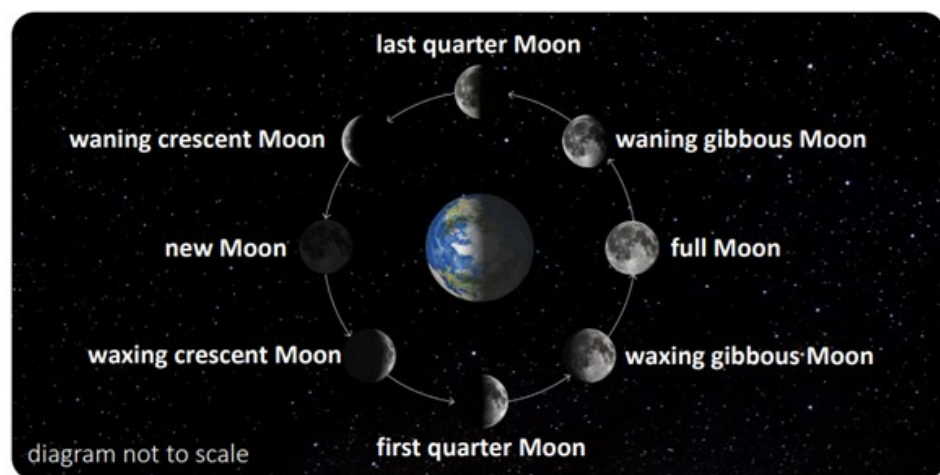 last quarter Moon
waning crescent Moon
waning gibbous Moon
new Moon
full Moon
waxing crescent Moon
waxing gibbous Moon
first quarter Moon
diagram not to scale